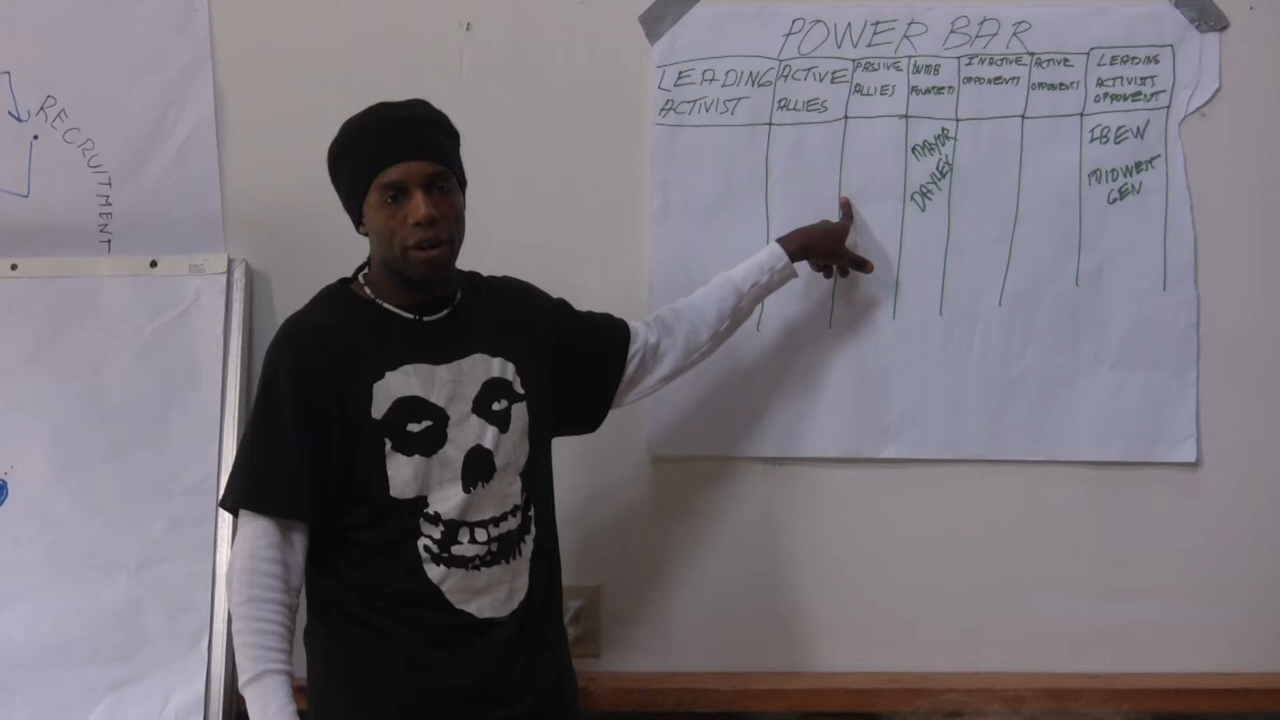 RECRUITMENT
POWER BAR
LEADING
ACTIVIST
ACTIVE
ALLIES
PASSIVE
ALLIES
DUMB
FOUNDED
INACTIVE
OPPONENTS
ACTIVE
OPPONENTS
LEADING
ACTIVISTS
OPPONENT
MAYOR
DAYLEY
IBEW
MIDWEST
GEN